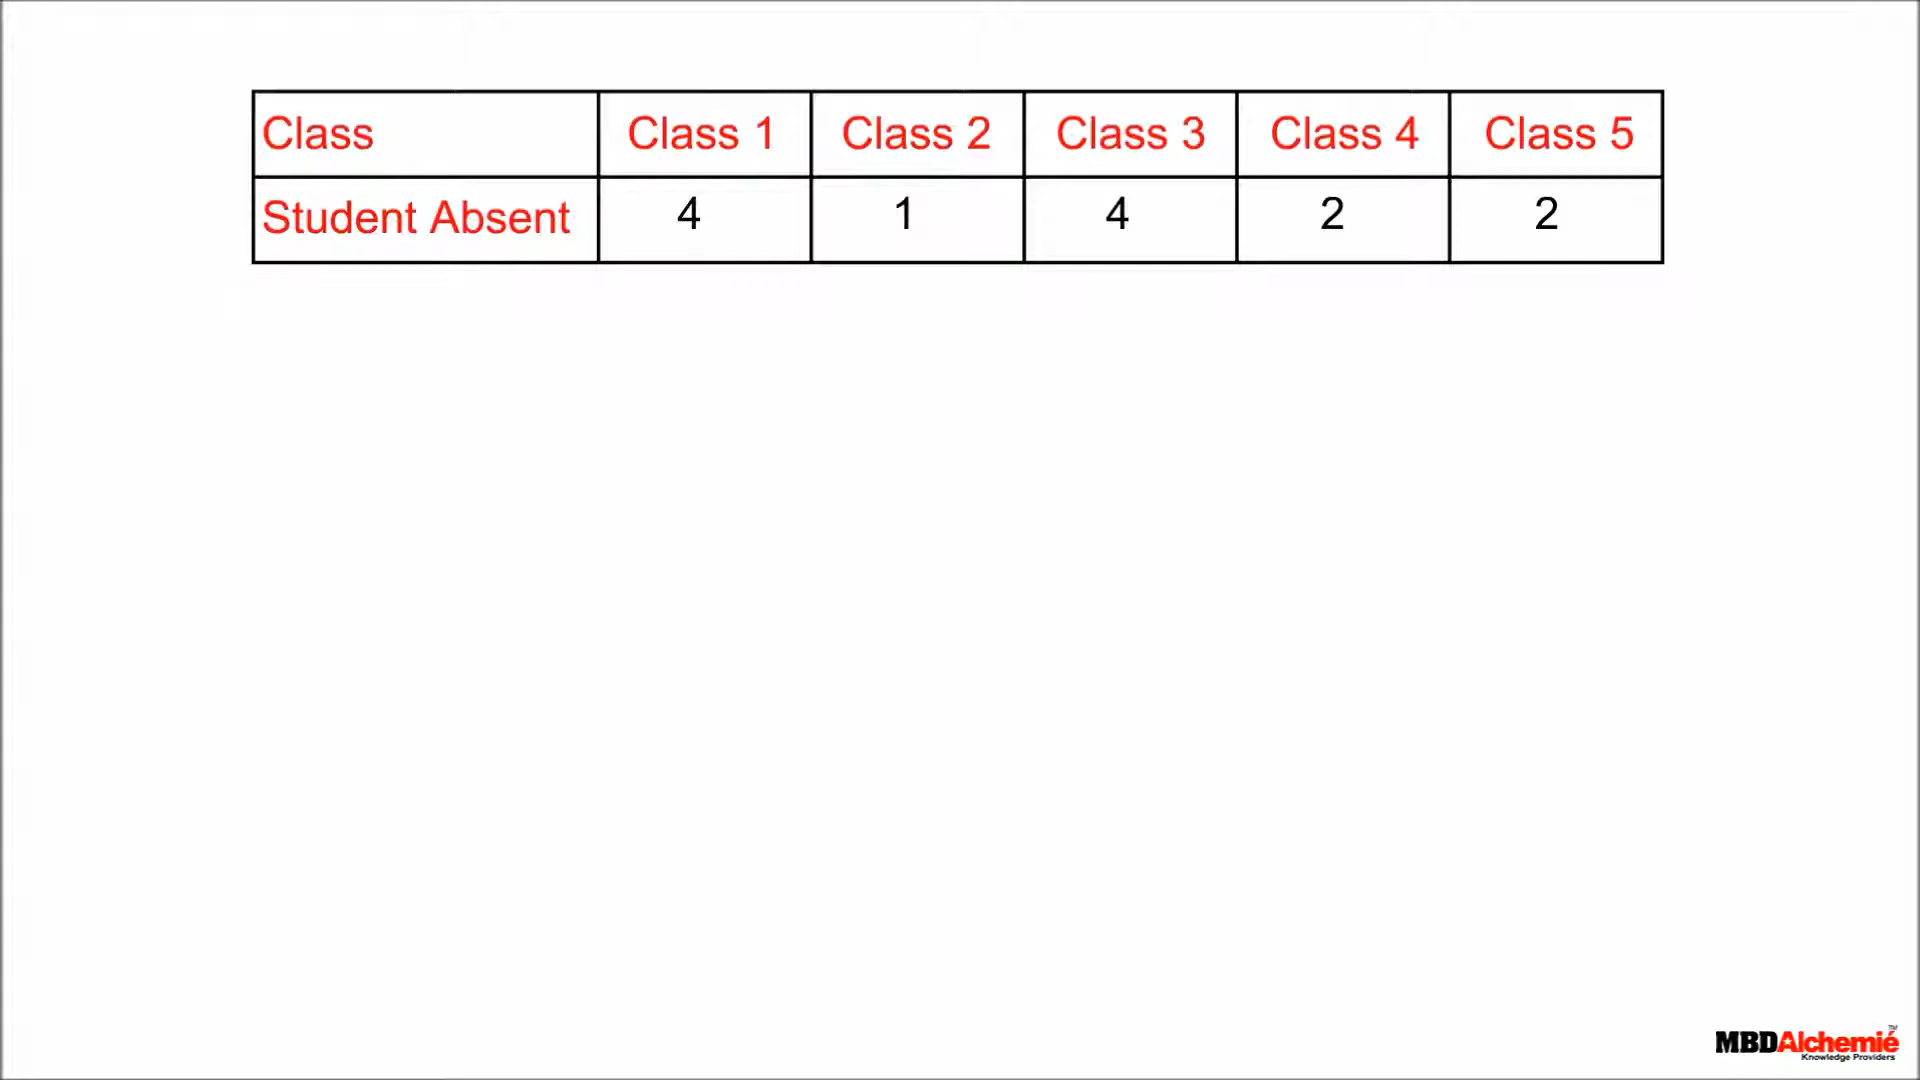 Class Class 1 Class 2 Class 3 Class 4 Class 5
Student Absent 4 1 4 2 2
MBDAlchemié™
Knowledge Providers